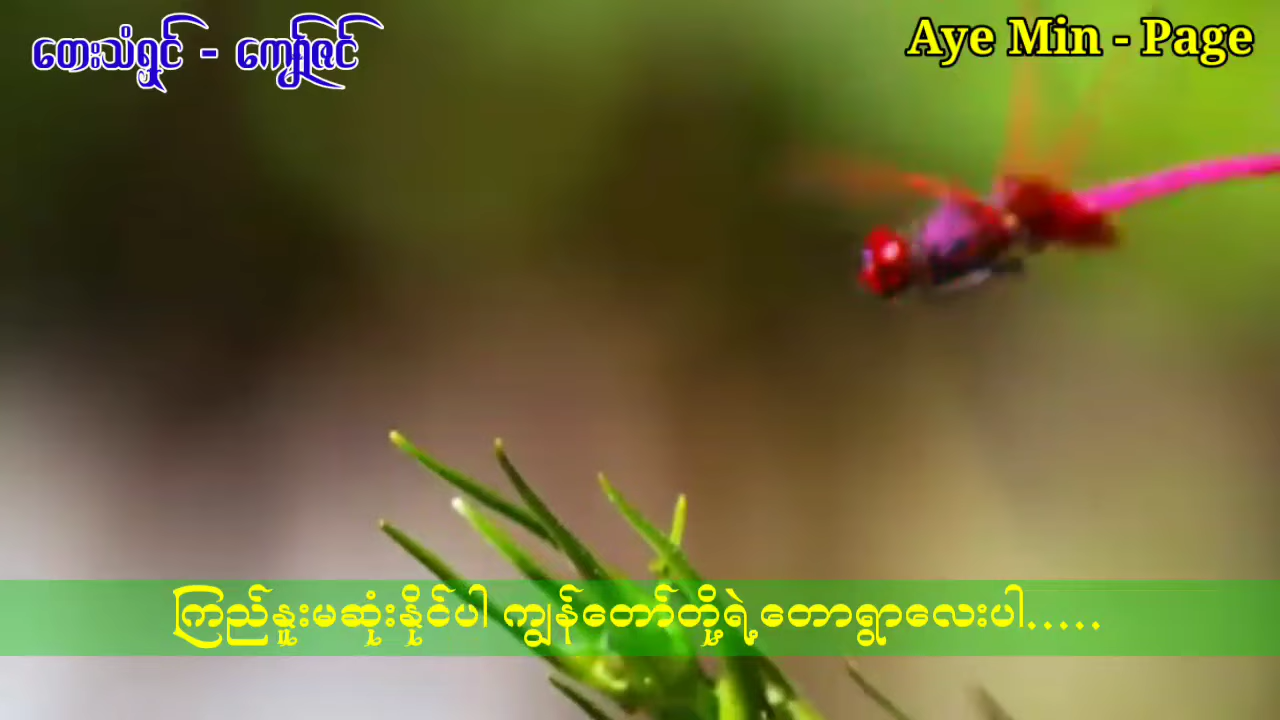 တေးသံရှင် - ကျော်ဇင်
Aye Min - Page
ကြည်နူးမဆုံးနိုင်ပါ ကျွန်တော်တို့ရဲ့တောရွာလေးပါ.....